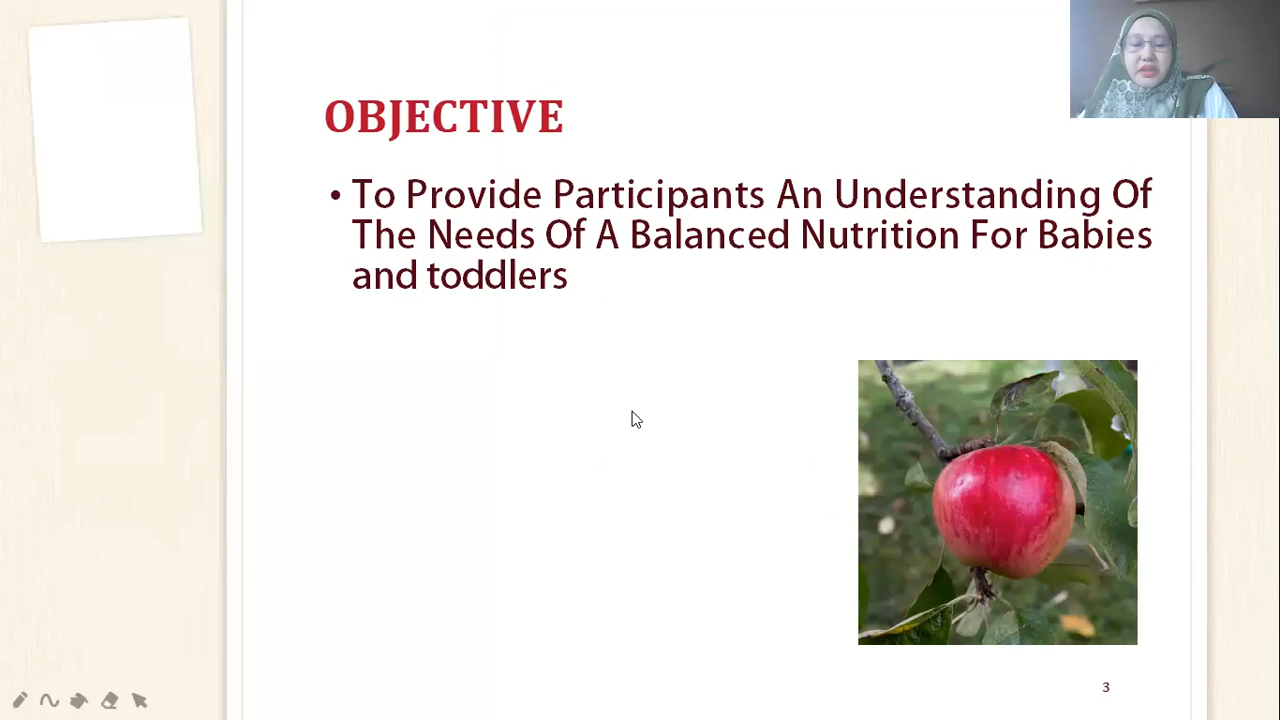 OBJECTIVE
• To Provide Participants An Understanding Of
The Needs Of A Balanced Nutrition For Babies
and toddlers
3